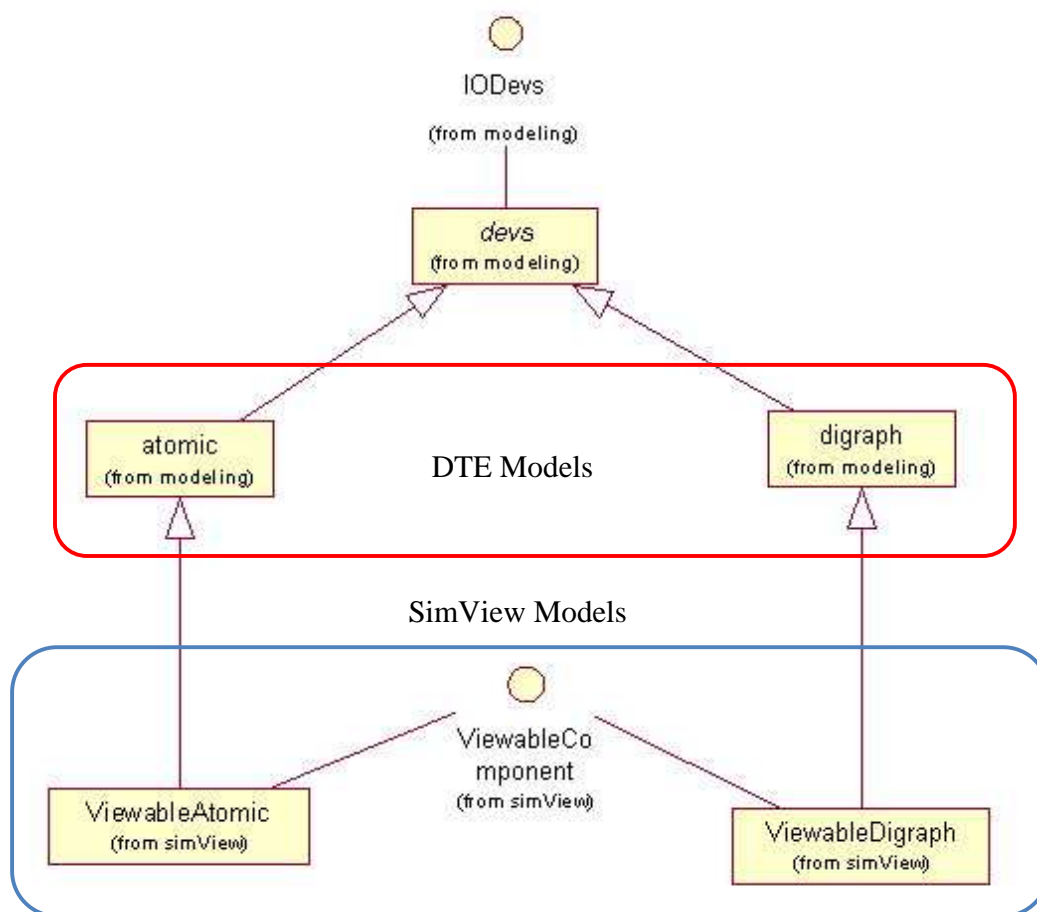 IODevs
(from modeling)
devs
(from modeling)
atomic
(from modeling)
DTE Models
digraph
(from modeling)
SimView Models
ViewableCo
mponent
(from simView)
ViewableAtomic
(from simView)
ViewableDigraph
(from simView)